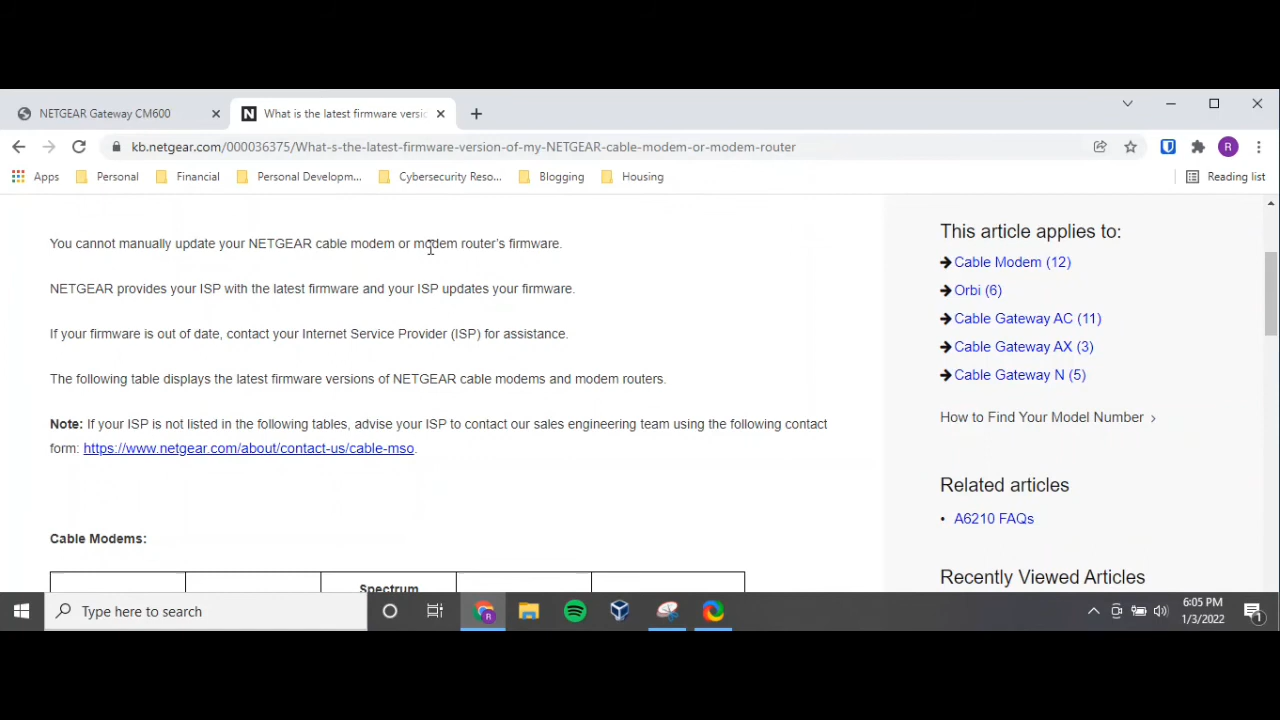 NETGEAR Gateway CM600
What is the latest firmware versic
kb.netgear.com/000036375/What-s-the-latest-firmware-version-of-my-NETGEAR-cable-modem-or-modem-router
R
Apps Personal Financial Personal Developm... Cybersecurity Reso... Blogging Housing Reading list
You cannot manually update your NETGEAR cable modem or modem router's firmware.
NETGEAR provides your ISP with the latest firmware and your ISP updates your firmware.
If your firmware is out of date, contact your Internet Service Provider (ISP) for assistance.
The following table displays the latest firmware versions of NETGEAR cable modems and modem routers.
Note: If your ISP is not listed in the following tables, advise your ISP to contact our sales engineering team using the following contact
form: https://www.netgear.com/about/contact-us/cable-mso.
Cable Modems:
Spectrum
This article applies to:
Cable Modem (12)
Orbi (6)
Cable Gateway AC (11)
Cable Gateway AX (3)
Cable Gateway N (5)
How to Find Your Model Number
Related articles
• A6210 FAQs
Recently Viewed Articles
Type here to search
R
6:05 PM
1/3/2022
1